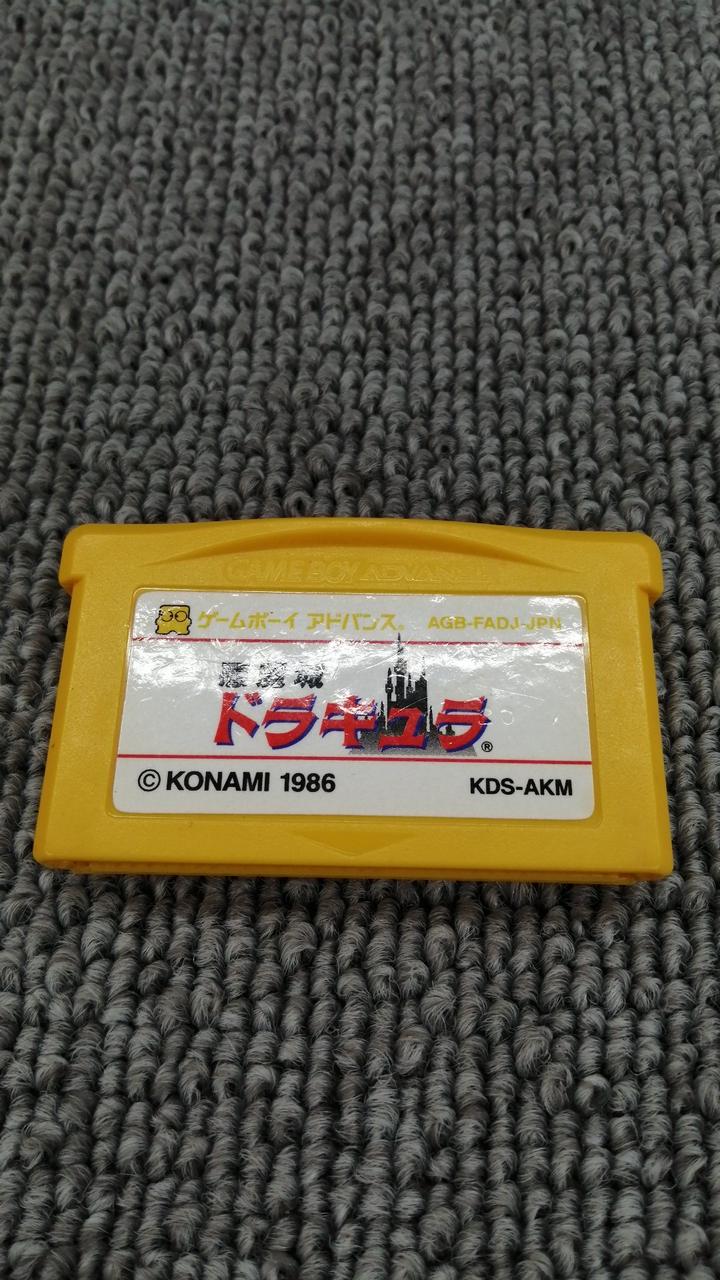 GAME BOY ADVANCE
ゲームボーイ アドバンス® AGB-FADJ-JPN
悪魔城
ドラキュラ®
© KONAMI 1986 KDS-AKM